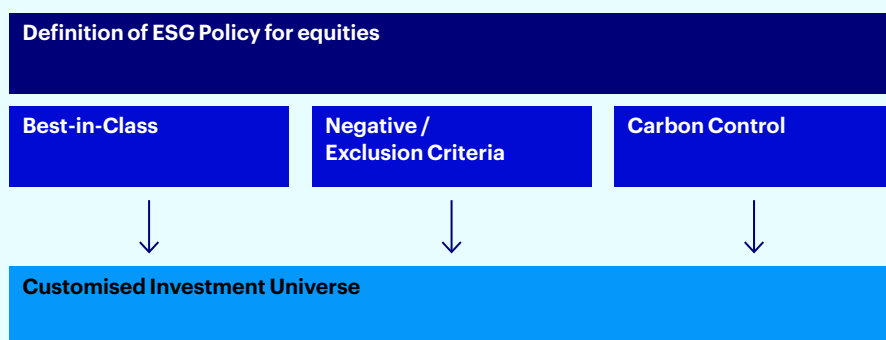 Definition of ESG Policy for equities
Best-in-Class
Negative /
Exclusion Criteria
Carbon Control
Customised Investment Universe